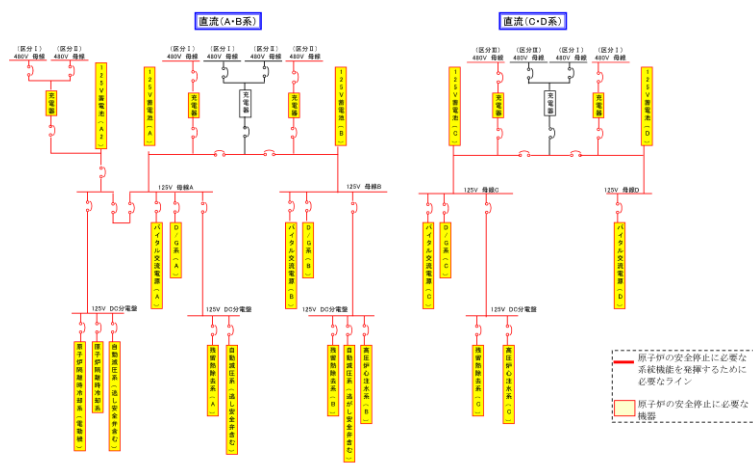 直流(A・B系)
直流(C・D系)
(区分Ⅰ) (区分Ⅱ)
480V 母線 480V 母線
(区分Ⅰ) (区分Ⅰ) (区分Ⅱ) (区分Ⅱ)
480V 母線 480V 母線 480V 母線 480V 母線
(区分Ⅲ) (区分Ⅲ) (区分Ⅰ) (区分Ⅰ)
480V 母線 480V 母線 480V 母線 480V 母線
充電器
125V蓄電池(A2)
125V蓄電池(A)
充電器
充電器
充電器
125V蓄電池(B)
125V蓄電池(C)
充電器
充電器
充電器
125V蓄電池(D)
125V 母線A
125V 母線B
125V 母線C
125V 母線D
バイタル交流電源(A)
D/G系(A)
バイタル交流電源(B)
D/G系(B)
バイタル交流電源(C)
D/G系(C)
バイタル交流電源(D)
125V DC分電盤
125V DC分電盤
125V DC分電盤
125V DC分電盤
原子炉隔離時冷却系(電動機)
原子炉隔離時冷却系
自動減圧系(逃し安全弁含む)
残留熱除去系(A)
自動減圧系(逃し安全弁含む)
残留熱除去系(B)
自動減圧系(逃がし安全弁含む)
高圧炉心注水系(B)
残留熱除去系(C)
高圧炉心注水系(C)
原子炉の安全停止に必要な
系統機能を発揮するために
必要なライン
原子炉の安全停止に必要な
機器